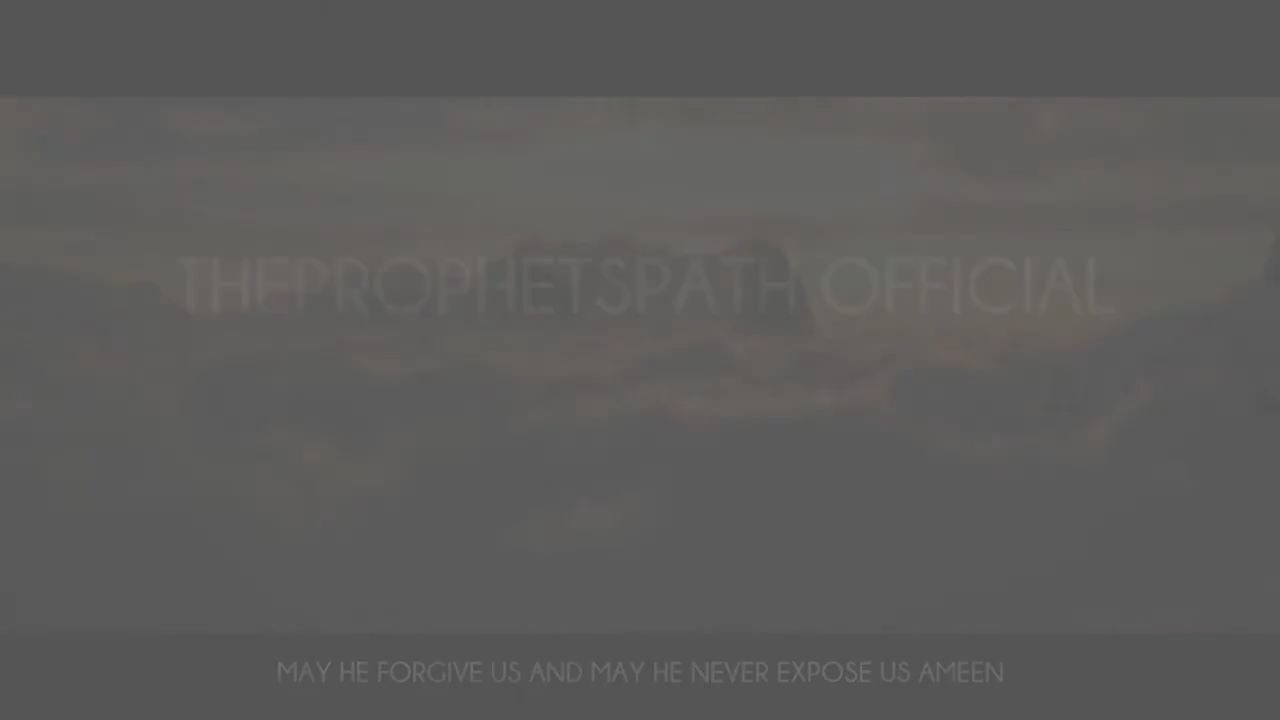 THEPROPHETSPATH OFFICIAL
MAY HE FORGIVE US AND MAY HE NEVER EXPOSE US AMEEN